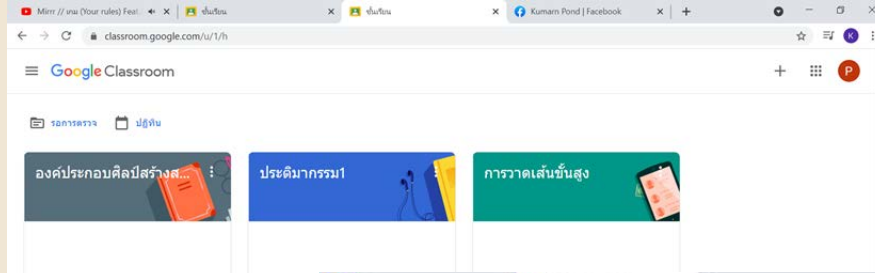 Mirrr // เกม (Your rules) Feat.
ชั้นเรียน
ชั้นเรียน
Kumarn Pond | Facebook
classroom.google.com/u/1/h
K
Google Classroom
P
รอการตรวจ
ปฏิทิน
องค์ประกอบศิลป์สร้างส...
ประติมากรรม1
การวาดเส้นขั้นสูง